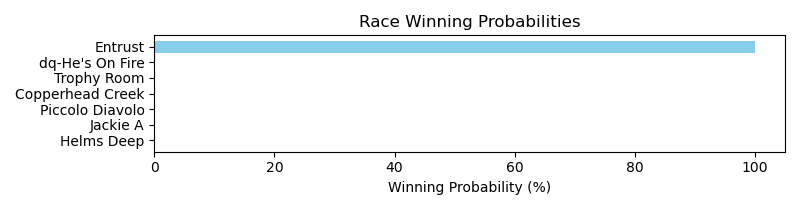 Race Winning Probabilities
Entrust
dq-He's On Fire
Trophy Room
Copperhead Creek
Piccolo Diavolo
Jackie A
Helms Deep
0 20 40 60 80 100
Winning Probability (%)